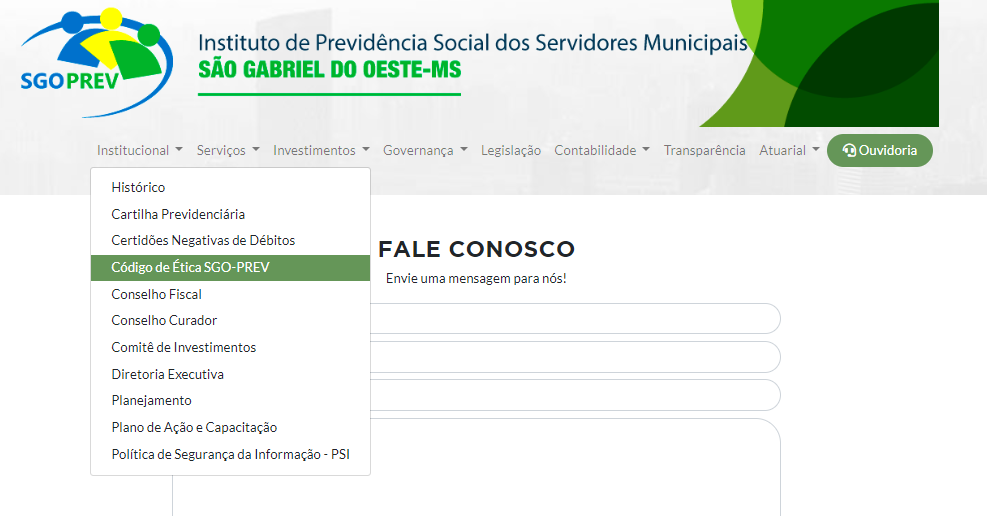 SGOPREV
Instituto de Previdência Social dos Servidores Municipais
SÃO GABRIEL DO OESTE-MS
Institucional Serviços Investimentos Governança Legislação Contabilidade Transparência Atuarial Ouvidoria
Histórico
Cartilha Previdenciária
Certidões Negativas de Débitos
Código de Ética SGO-PREV
Conselho Fiscal
Conselho Curador
Comitê de Investimentos
Diretoria Executiva
Planejamento
Plano de Ação e Capacitação
Política de Segurança da Informação - PSI
FALE CONOSCO
Envie uma mensagem para nós!